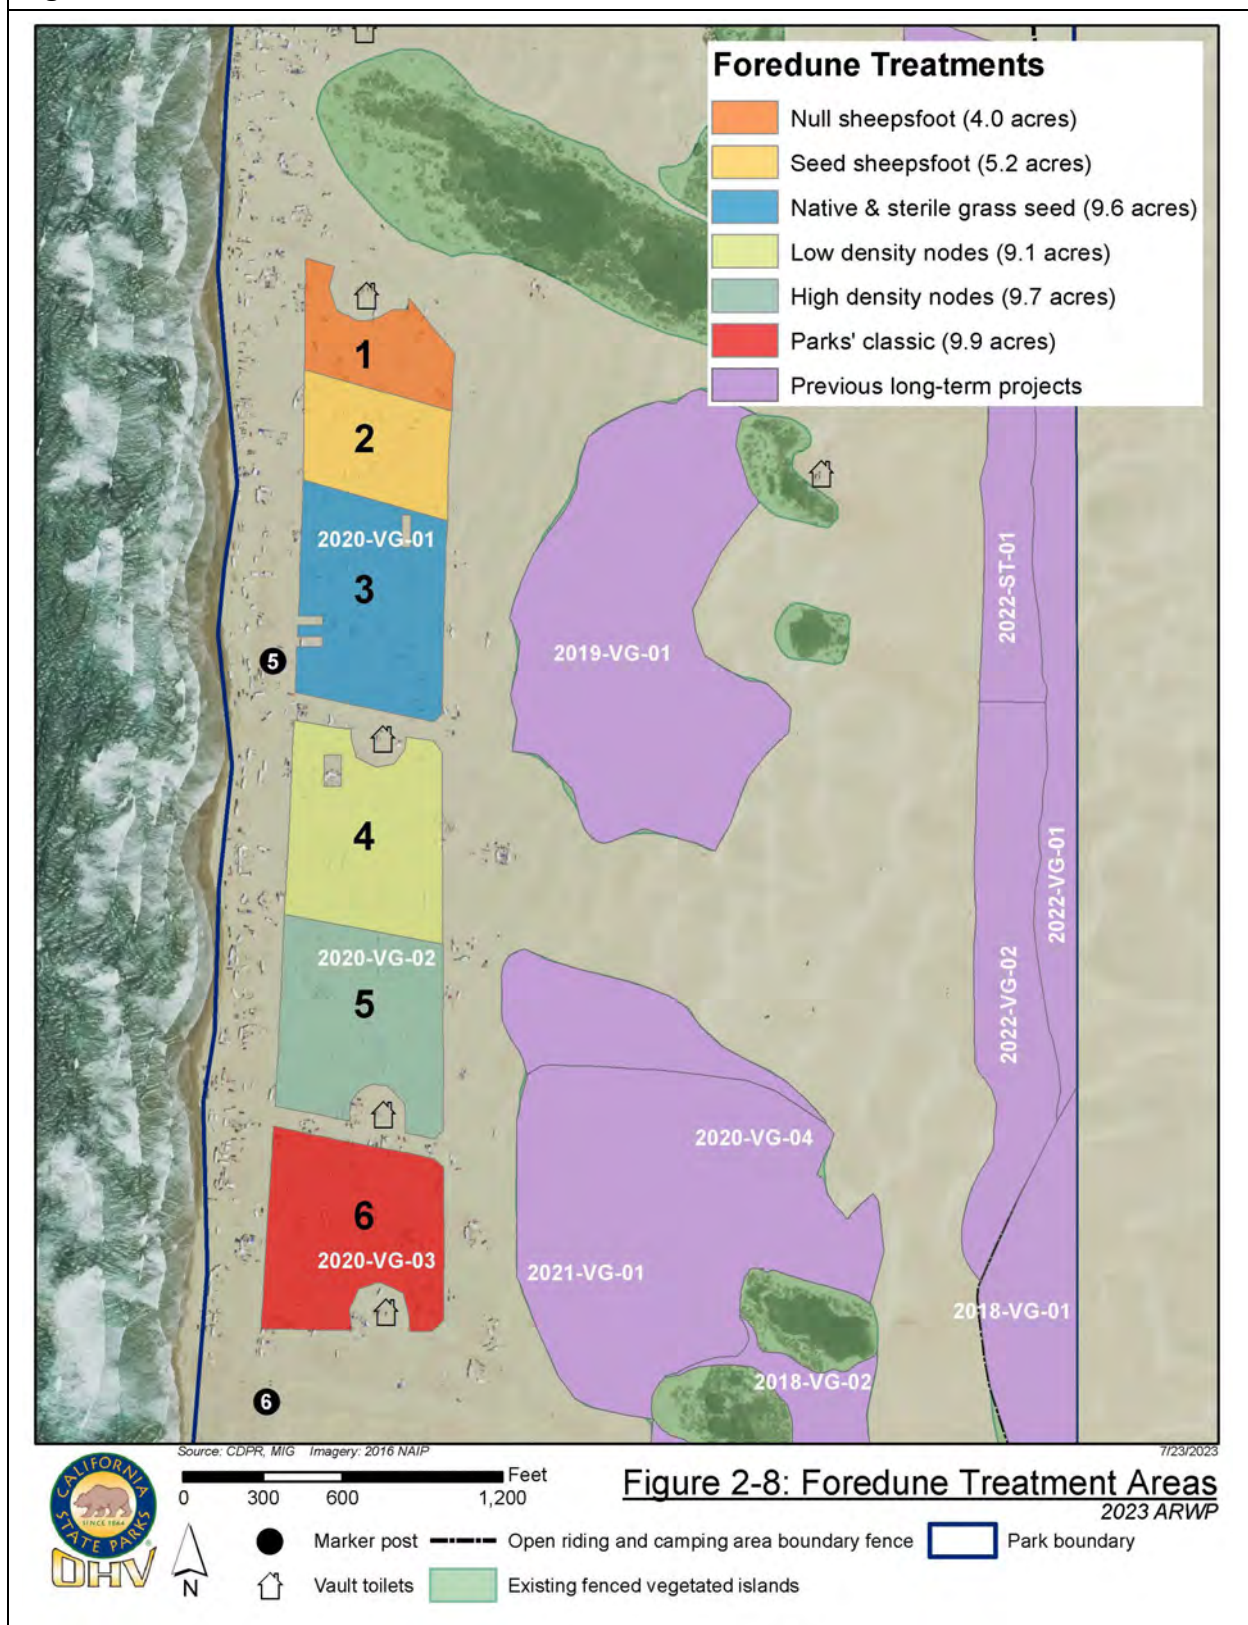 Foredune Treatments
Null sheepsfoot (4.0 acres)
Seed sheepsfoot (5.2 acres)
Native & sterile grass seed (9.6 acres)
Low density nodes (9.1 acres)
High density nodes (9.7 acres)
Parks' classic (9.9 acres)
Previous long-term projects
1
2
2020-VG-01
3
5
2019-VG-01
2022-ST-01
4
2022-VG-01
2020-VG-02
5
2022-VG-02
2020-VG-04
6
2020-VG-03
2021-VG-01
2018-VG-01
2018-VG-02
6
Source: CDPR, MIG Imagery: 2016 NAIP
7/23/2023
CALIFORNIA
SINCE 1864
STATE PARKS
OHV
Feet
0 300 600 1,200
Figure 2-8: Foredune Treatment Areas
2023 ARWP
N
Marker post
Open riding and camping area boundary fence
Park boundary
Vault toilets
Existing fenced vegetated islands